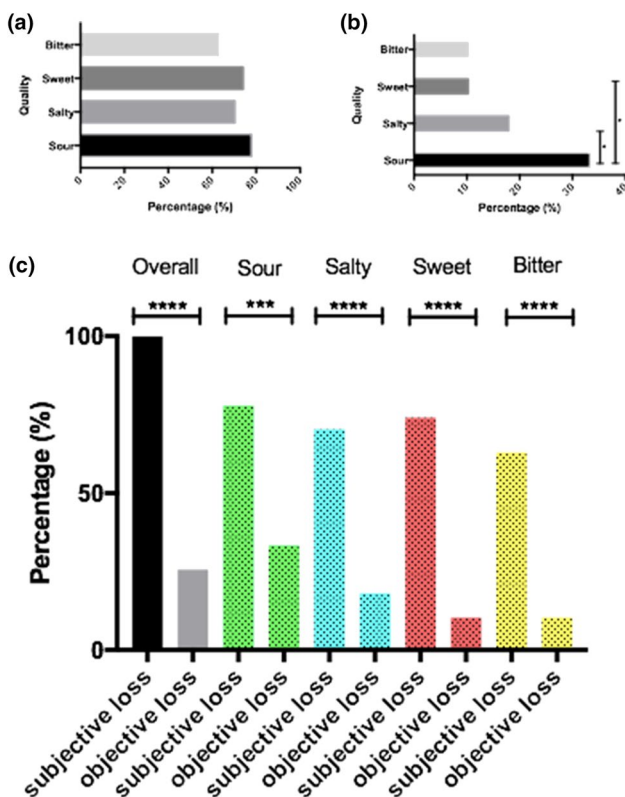 (a)
Bitter
Sweet
Salty
Sour
Quality
0
20
40
60
80
100
Percentage (%)
(b)
Bitter
Sweet
Salty
Sour
Quality
0
10
20
30
40
Percentage (%)
*
*
(c)
Overall Sour Salty Sweet Bitter
**** *** **** **** ****
100
50
0
Percentage (%)
subjective loss
objective loss
subjective loss
objective loss
subjective loss
objective loss
subjective loss
objective loss
subjective loss
objective loss